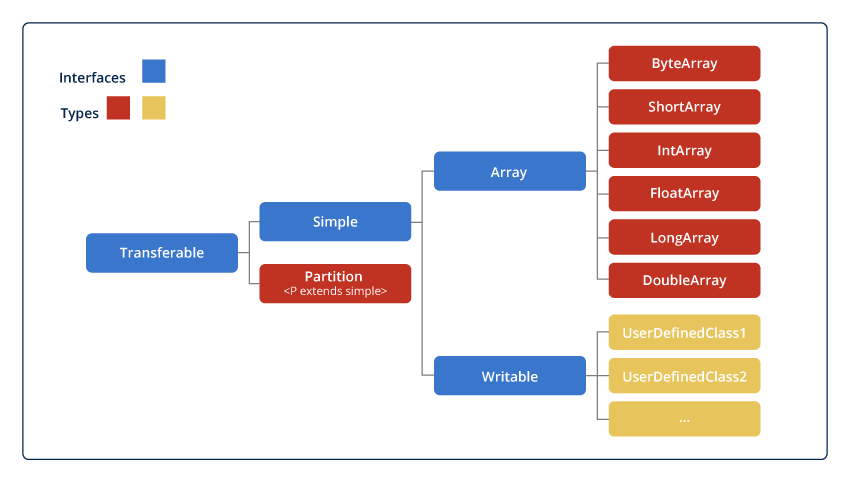 Interfaces
Types
Transferable
Simple
Partition
<P extends simple>
Array
Writable
ByteArray
ShortArray
IntArray
FloatArray
LongArray
DoubleArray
UserDefinedClass1
UserDefinedClass2
...